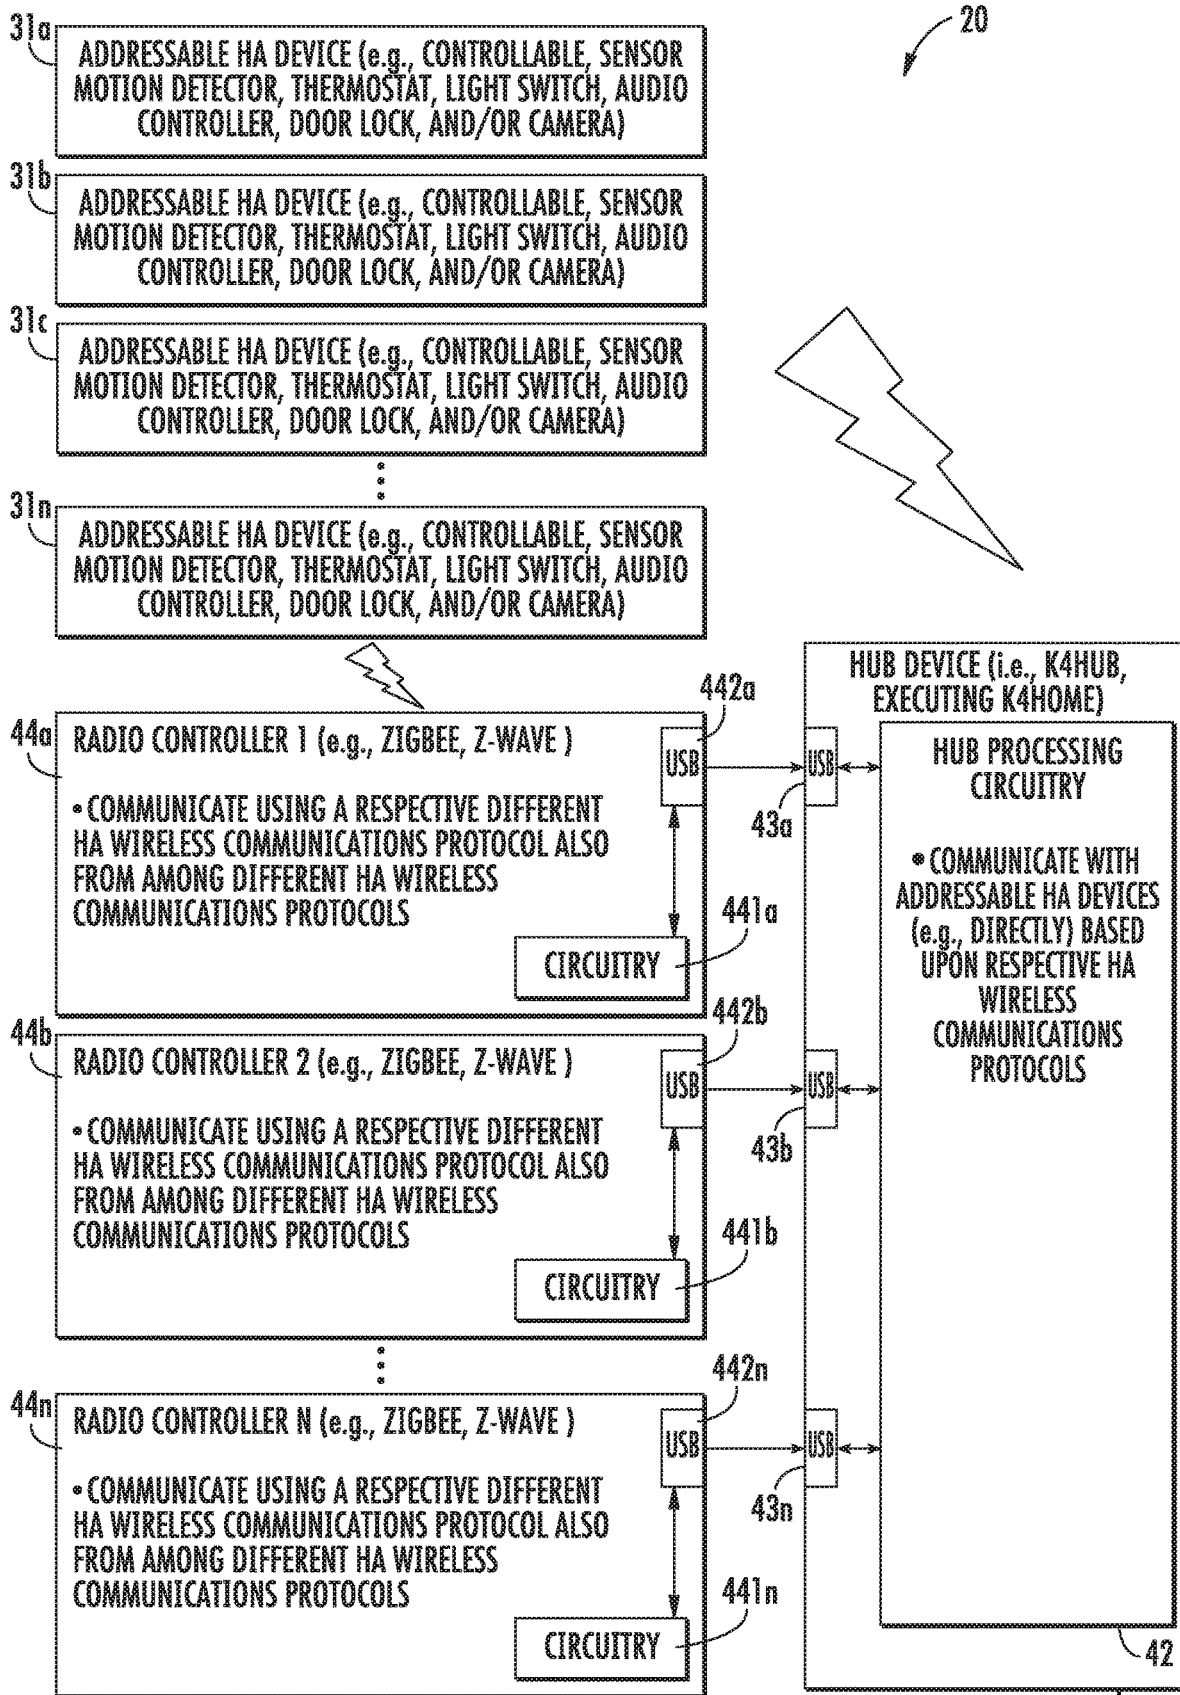 20
31a
ADDRESSABLE HA DEVICE (e.g., CONTROLLABLE, SENSOR
MOTION DETECTOR, THERMOSTAT, LIGHT SWITCH, AUDIO
CONTROLLER, DOOR LOCK, AND/OR CAMERA)
31b
ADDRESSABLE HA DEVICE (e.g., CONTROLLABLE, SENSOR
MOTION DETECTOR, THERMOSTAT, LIGHT SWITCH, AUDIO
CONTROLLER, DOOR LOCK, AND/OR CAMERA)
31c
ADDRESSABLE HA DEVICE (e.g., CONTROLLABLE, SENSOR
MOTION DETECTOR, THERMOSTAT, LIGHT SWITCH, AUDIO
CONTROLLER, DOOR LOCK, AND/OR CAMERA)
31n
ADDRESSABLE HA DEVICE (e.g., CONTROLLABLE, SENSOR
MOTION DETECTOR, THERMOSTAT, LIGHT SWITCH, AUDIO
CONTROLLER, DOOR LOCK, AND/OR CAMERA)
44a
RADIO CONTROLLER 1 (e.g., ZIGBEE, Z-WAVE )
• COMMUNICATE USING A RESPECTIVE DIFFERENT
HA WIRELESS COMMUNICATIONS PROTOCOL ALSO
FROM AMONG DIFFERENT HA WIRELESS
COMMUNICATIONS PROTOCOLS
442a
USB
441a
CIRCUITRY
44b
RADIO CONTROLLER 2 (e.g., ZIGBEE, Z-WAVE )
• COMMUNICATE USING A RESPECTIVE DIFFERENT
HA WIRELESS COMMUNICATIONS PROTOCOL ALSO
FROM AMONG DIFFERENT HA WIRELESS
COMMUNICATIONS PROTOCOLS
442b
USB
441b
CIRCUITRY
44n
RADIO CONTROLLER N (e.g., ZIGBEE, Z-WAVE )
• COMMUNICATE USING A RESPECTIVE DIFFERENT
HA WIRELESS COMMUNICATIONS PROTOCOL ALSO
FROM AMONG DIFFERENT HA WIRELESS
COMMUNICATIONS PROTOCOLS
442n
USB
441n
CIRCUITRY
HUB DEVICE (i.e., K4HUB,
EXECUTING K4HOME)
USB
43a
USB
43b
USB
43n
HUB PROCESSING
CIRCUITRY
• COMMUNICATE WITH
ADDRESSABLE HA DEVICES
(e.g., DIRECTLY) BASED
UPON RESPECTIVE HA
WIRELESS
COMMUNICATIONS
PROTOCOLS
42